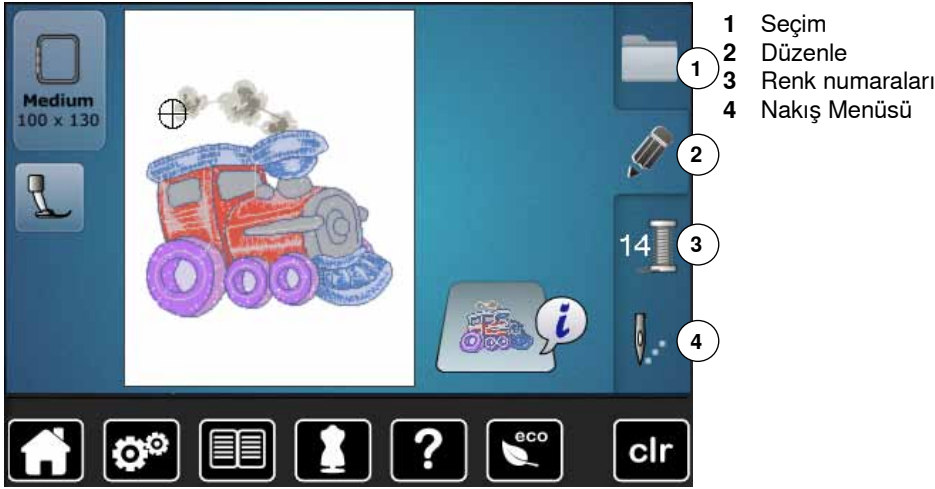 Medium
100 x 130
14
i
?
eco
clr
1
2
3
4
1 Seçim
2 Düzenle
3 Renk numaraları
4 Nakış Menüsü